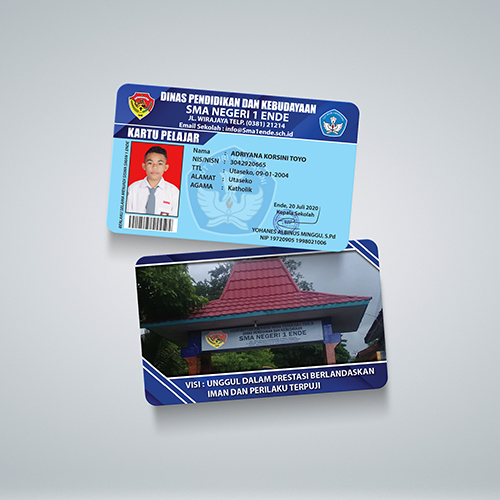 DINAS PENDIDIKAN DAN KEBUDAYAAN
SMA NEGERI 1 ENDE
JL. WIRAJAYA TELP. (0381) 21214
Email Sekolah : info@Sma1ende.sch.id
KARTU PELAJAR
Nama : ADRIYANA KORSINI TOYO
NIS/NISN : 3042920665
TTL : Utaseko, 09-01-2004
ALAMAT : Utaseko
AGAMA : Katholik
Ende, 20 Juli 2020
Kepala Sekolah
YOHANES ALBINUS MINGGU, S.Pd
NIP 19720905 1998021006
SMA NEGERI 1 ENDE
VISI : UNGGUL DALAM PRESTASI BERLANDASKAN
IMAN DAN PERILAKU TERPUJI